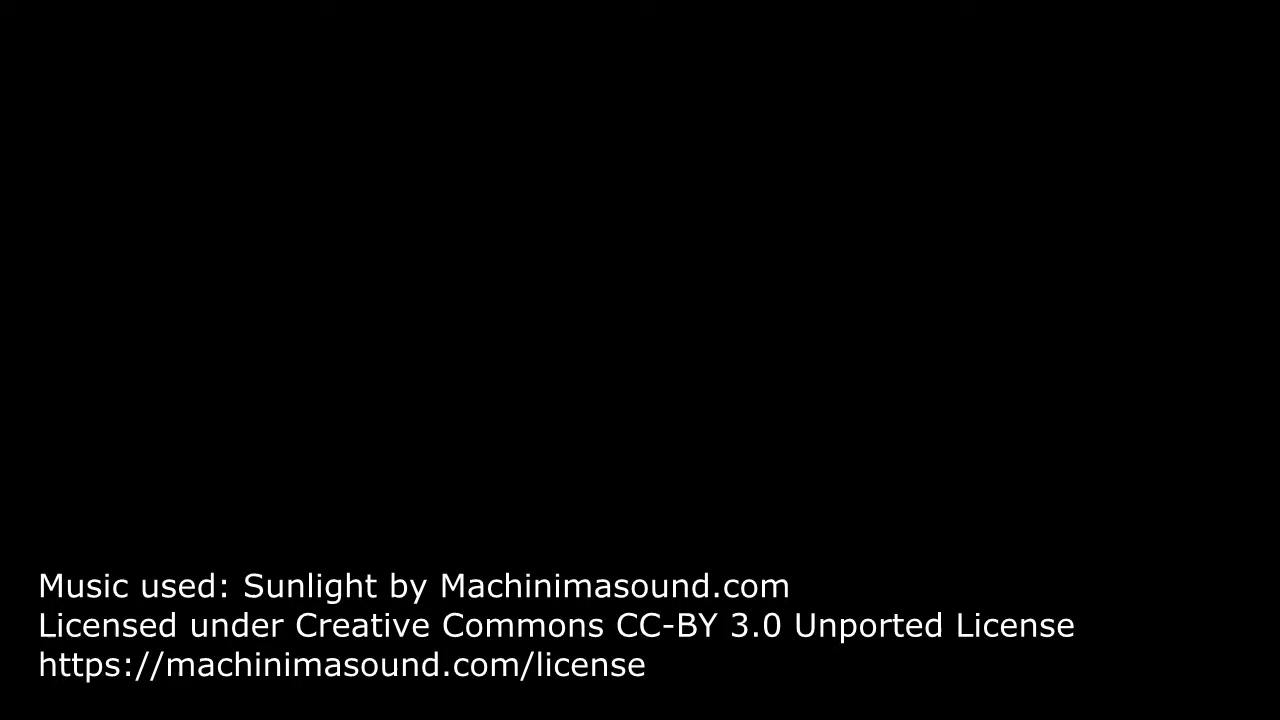 Music used: Sunlight by Machinimasound.com
Licensed under Creative Commons CC-BY 3.0 Unported License
https://machinimasound.com/license